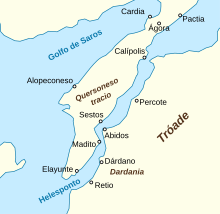 Cardia
Pactia
Ágora
Golfo de Saros
Calípolis
Alopeconeso
Quersoneso
tracio
Percote
Sestos
Tróade
Abidos
Madito
Dárdano
Elayunte
Dardania
Helesponto
Retio